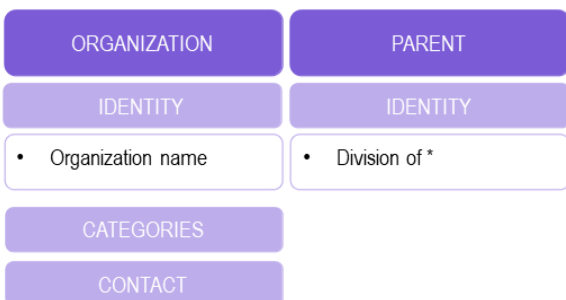 ORGANIZATION
PARENT
IDENTITY
IDENTITY
• Organization name
• Division of *
CATEGORIES
CONTACT